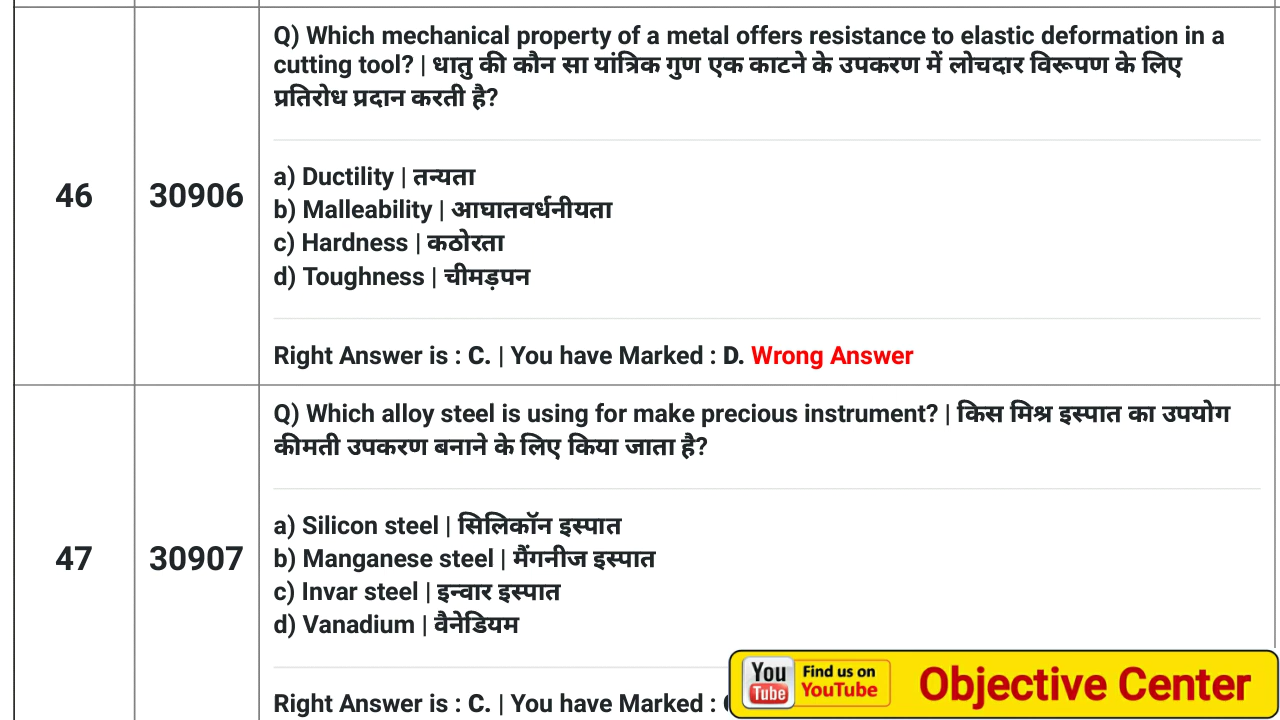 46
30906
Q) Which mechanical property of a metal offers resistance to elastic deformation in a
cutting tool? | धातु की कौन सा यांत्रिक गुण एक काटने के उपकरण में लोचदार विरूपण के लिए
प्रतिरोध प्रदान करती है?
a) Ductility | तन्यता
b) Malleability | आघातवर्धनीयता
c) Hardness | कठोरता
d) Toughness | चीमड़पन
Right Answer is : C. | You have Marked : D. Wrong Answer
47
30907
Q) Which alloy steel is using for make precious instrument? | किस मिश्र इस्पात का उपयोग
कीमती उपकरण बनाने के लिए किया जाता है?
a) Silicon steel | सिलिकॉन इस्पात
b) Manganese steel | मैंगनीज इस्पात
c) Invar steel | इन्वार इस्पात
d) Vanadium | वैनेडियम
Right Answer is : C. | You have Marked :
You
Tube
Find us on
YouTube
Objective Center